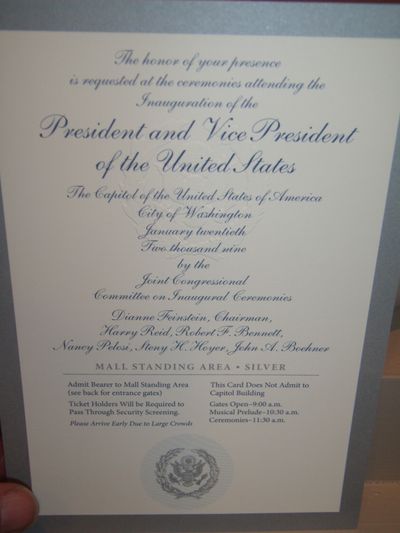 The honor of your presence
is requested at the ceremonies attending the
Inauguration of the
President and Vice President
of the United States
The Capitol of the United States of America
City of Washington
January twentieth
Two thousand nine
by the
Joint Congressional
Committee on Inaugural Ceremonies
Dianne Feinstein, Chairman,
Harry Reid, Robert F. Bennett,
Nancy Pelosi, Steny H. Hoyer, John A. Boehner
MALL STANDING AREA • SILVER
Admit Bearer to Mall Standing Area
(see back for entrance gates)
Ticket Holders Will be Required to
Pass Through Security Screening.
Please Arrive Early Due to Large Crowds
This Card Does Not Admit to
Capitol Building
Gates Open–9:00 a.m.
Musical Prelude–10:30 a.m.
Ceremonies–11:30 a.m.